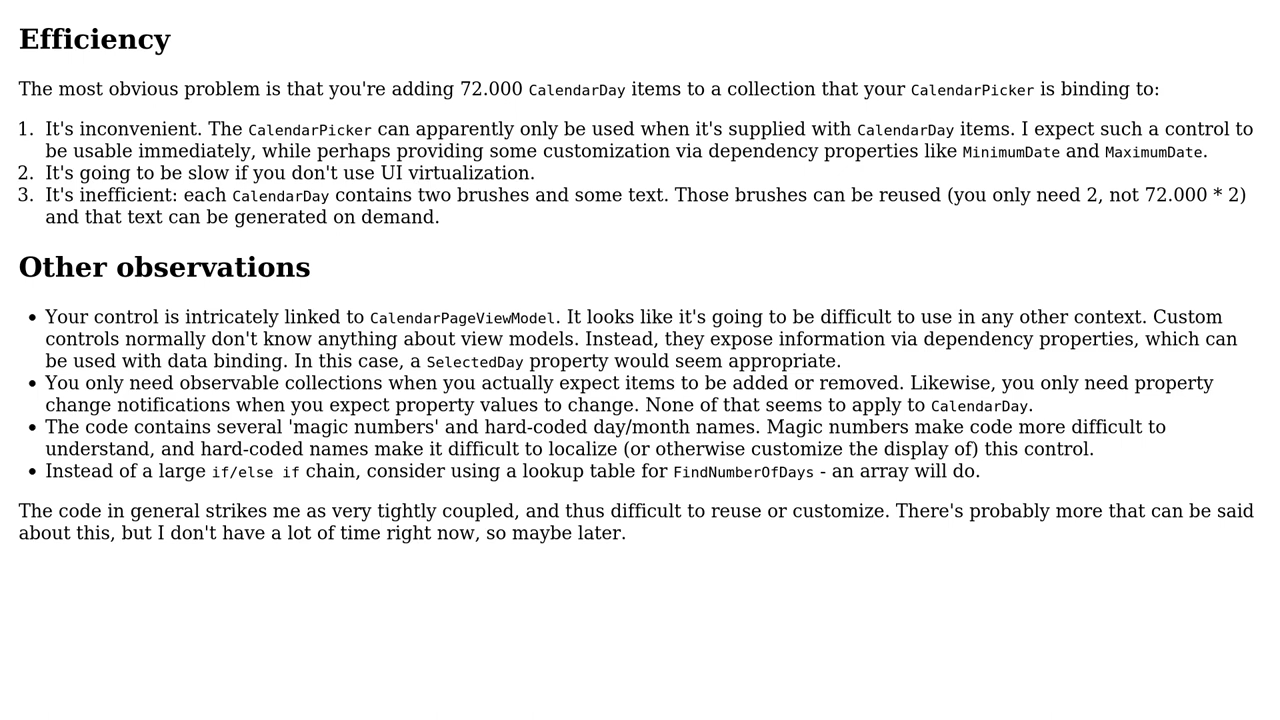 Efficiency
The most obvious problem is that you're adding 72.000 CalendarDay items to a collection that your CalendarPicker is binding to:
1. It's inconvenient. The CalendarPicker can apparently only be used when it's supplied with CalendarDay items. I expect such a control to
be usable immediately, while perhaps providing some customization via dependency properties like MinimumDate and MaximumDate.
2. It's going to be slow if you don't use UI virtualization.
3. It's inefficient: each CalendarDay contains two brushes and some text. Those brushes can be reused (you only need 2, not 72.000 * 2)
and that text can be generated on demand.
Other observations
• Your control is intricately linked to CalendarPageViewModel. It looks like it's going to be difficult to use in any other context. Custom
controls normally don't know anything about view models. Instead, they expose information via dependency properties, which can
be used with data binding. In this case, a SelectedDay property would seem appropriate.
• You only need observable collections when you actually expect items to be added or removed. Likewise, you only need property
change notifications when you expect property values to change. None of that seems to apply to CalendarDay.
• The code contains several 'magic numbers' and hard-coded day/month names. Magic numbers make code more difficult to
understand, and hard-coded names make it difficult to localize (or otherwise customize the display of) this control.
• Instead of a large if/else if chain, consider using a lookup table for FindNumberOfDays - an array will do.
The code in general strikes me as very tightly coupled, and thus difficult to reuse or customize. There's probably more that can be said
about this, but I don't have a lot of time right now, so maybe later.